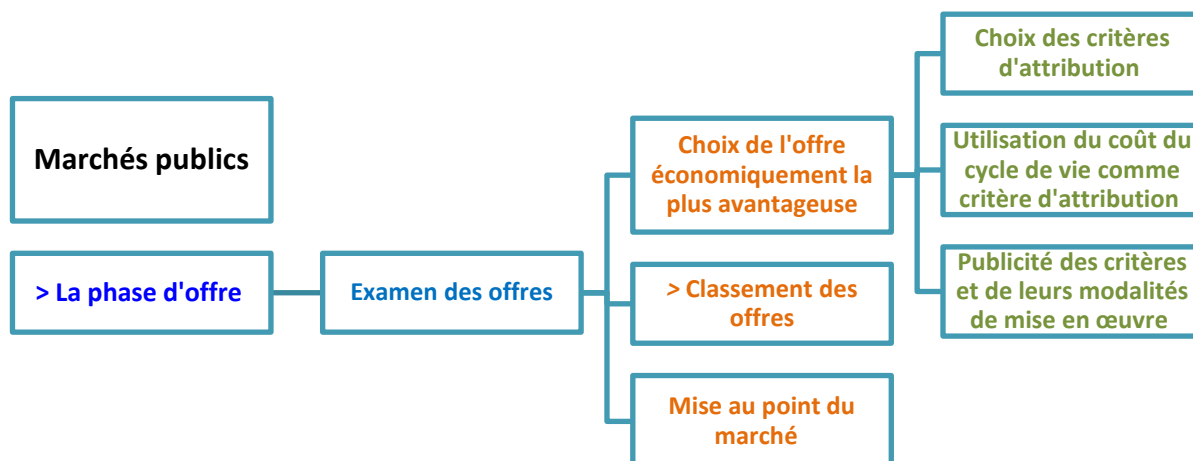 Marchés publics
> La phase d'offre
Examen des offres
Choix de l'offre
économiquement la
plus avantageuse
> Classement des
offres
Mise au point du
marché
Choix des critères
d'attribution
Utilisation du coût du
cycle de vie comme
critère d'attribution
Publicité des critères
et de leurs modalités
de mise en œuvre